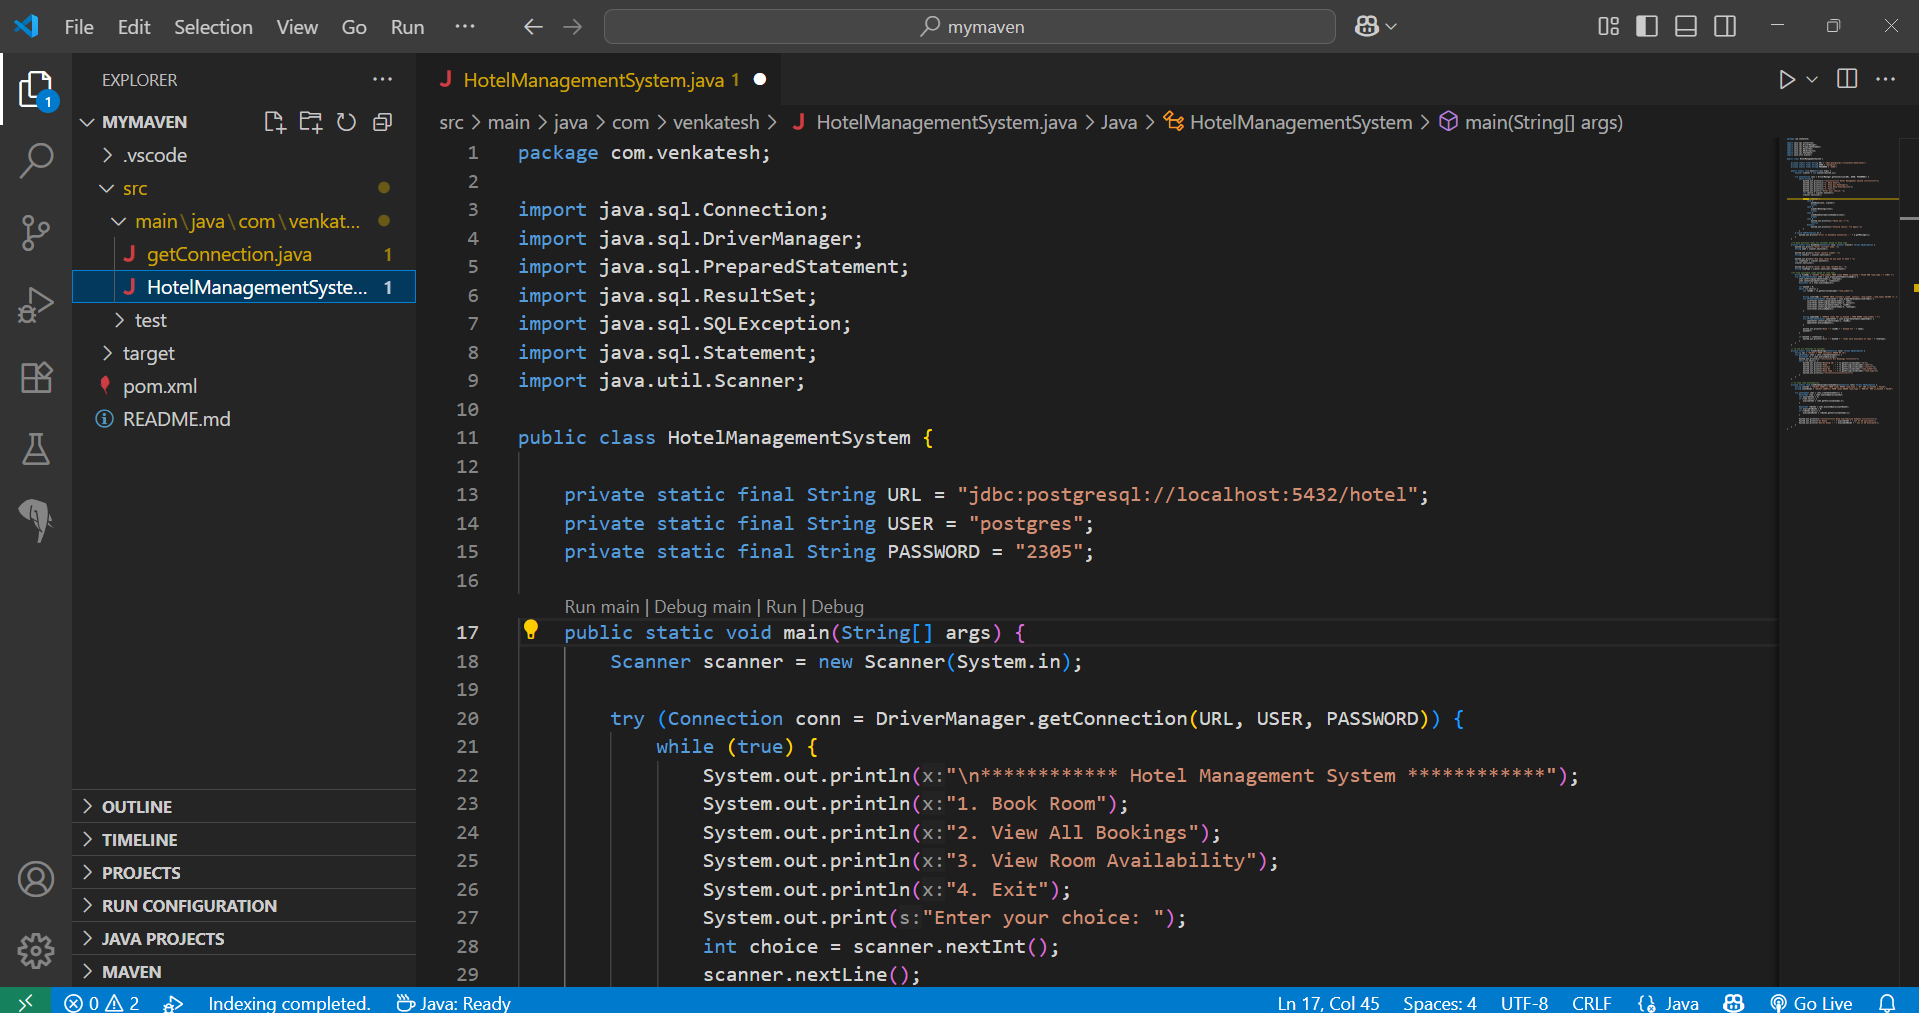 File Edit Selection View Go Run ··· mymaven
EXPLORER ···
MYMAVEN
.vscode
src
main\java\com\venkat...
getConnection.java 1
HotelManagementSyste... 1
test
target
pom.xml
README.md
OUTLINE
TIMELINE
PROJECTS
RUN CONFIGURATION
JAVA PROJECTS
MAVEN
1
HotelManagementSystem.java 1
src > main > java > com > venkatesh > HotelManagementSystem.java > Java > HotelManagementSystem > main(String[] args)
1 package com.venkatesh;
2
3 import java.sql.Connection;
4 import java.sql.DriverManager;
5 import java.sql.PreparedStatement;
6 import java.sql.ResultSet;
7 import java.sql.SQLException;
8 import java.sql.Statement;
9 import java.util.Scanner;
10
11 public class HotelManagementSystem {
12
13 private static final String URL = "jdbc:postgresql://localhost:5432/hotel";
14 private static final String USER = "postgres";
15 private static final String PASSWORD = "2305";
16
Run main | Debug main | Run | Debug
17 public static void main(String[] args) {
18 Scanner scanner = new Scanner(System.in);
19
20 try (Connection conn = DriverManager.getConnection(URL, USER, PASSWORD)) {
21 while (true) {
22 System.out.println(x:"\n************ Hotel Management System ************");
23 System.out.println(x:"1. Book Room");
24 System.out.println(x:"2. View All Bookings");
25 System.out.println(x:"3. View Room Availability");
26 System.out.println(x:"4. Exit");
27 System.out.print(s:"Enter your choice: ");
28 int choice = scanner.nextInt();
29 scanner.nextLine();
0 2 Indexing completed. Java: Ready Ln 17, Col 45 Spaces: 4 UTF-8 CRLF Java Go Live